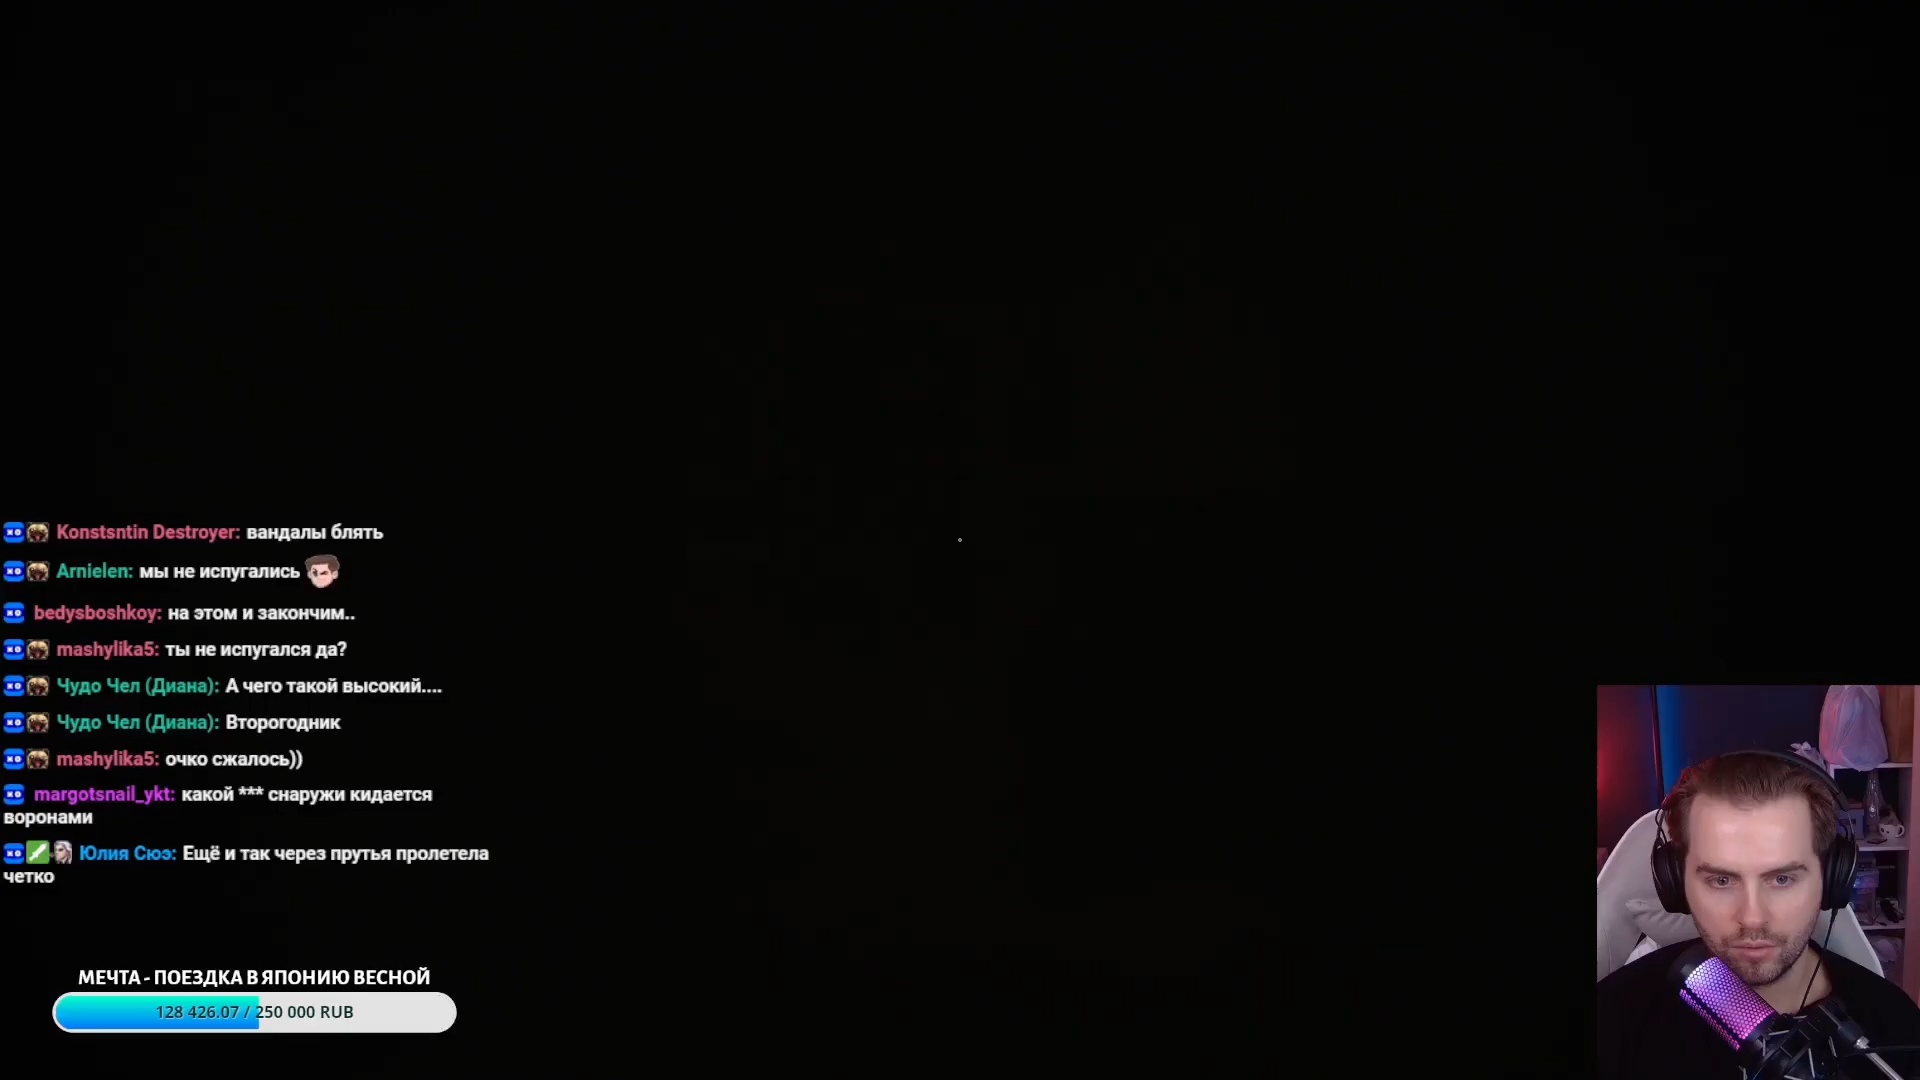 Konstsntin Destroyer: вандалы блять
Arnielen: мы не испугались
bedysboshkoy: на этом и закончим..
mashylika5: ты не испугался да?
Чудо Чел (Диана): А чего такой высокий....
Чудо Чел (Диана): Второгодник
mashylika5: очко сжалось))
margotsnail_ykt: какой *** снаружи кидается
воронами
Юлия Сюэ: Ещё и так через прутья пролетела
четко
МЕЧТА - ПОЕЗДКА В ЯПОНИЮ ВЕСНОЙ
128 426.07 / 250 000 RUB